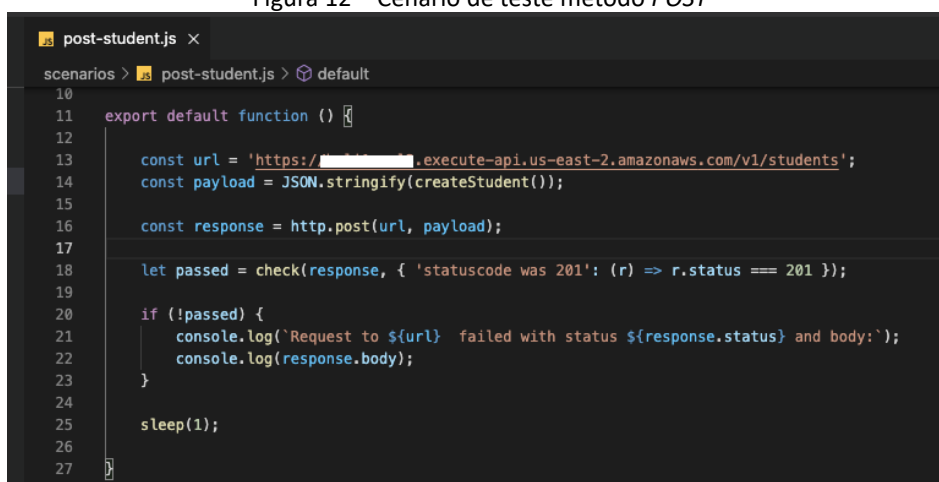 Figura 12 – Cenário de teste método POST
JS post-student.js ×
scenarios > JS post-student.js > default
10
11 export default function () {
12
13 const url = 'https:/ .execute-api.us-east-2.amazonaws.com/v1/students';
14 const payload = JSON.stringify(createStudent());
15
16 const response = http.post(url, payload);
17
18 let passed = check(response, { 'statuscode was 201': (r) => r.status === 201 });
19
20 if (!passed) {
21 console.log(`Request to ${url}  failed with status ${response.status} and body:`);
22 console.log(response.body);
23 }
24
25 sleep(1);
26
27 }